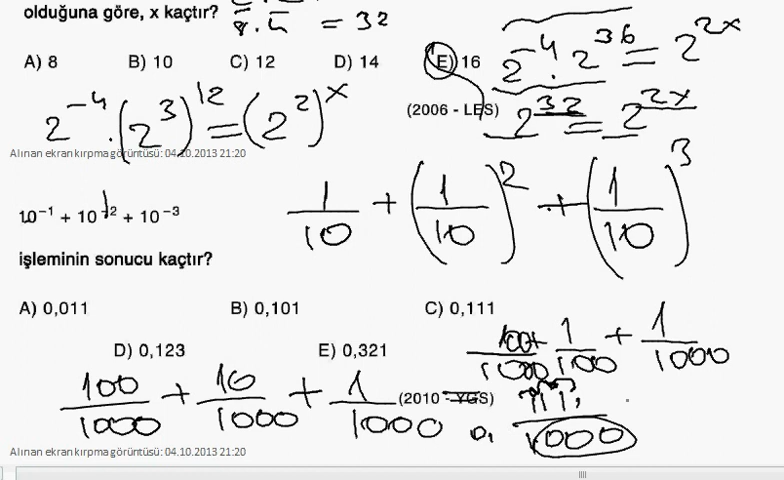 olduğuna göre, x kaçtır?
= 32
A) 8 B) 10 C) 12 D) 14 E) 16
2^-4 · 2^36 = 2^2x
2^-4 · (2^3)^12 = (2^2)^x
(2006 - LES)
2^32 = 2^2x
Alınan ekran kırpma görüntüsü: 04.10.2013 21:20
1/10 + (1/10)^2 + (1/10)^3
10^-1 + 10^-2 + 10^-3
işleminin sonucu kaçtır?
A) 0,011 B) 0,101 C) 0,111
D) 0,123 E) 0,321
1/100 + 1/1000
100/1000 + 10/1000 + 1/1000
(2010 - YGS)
0, 111/1000
Alınan ekran kırpma görüntüsü: 04.10.2013 21:20